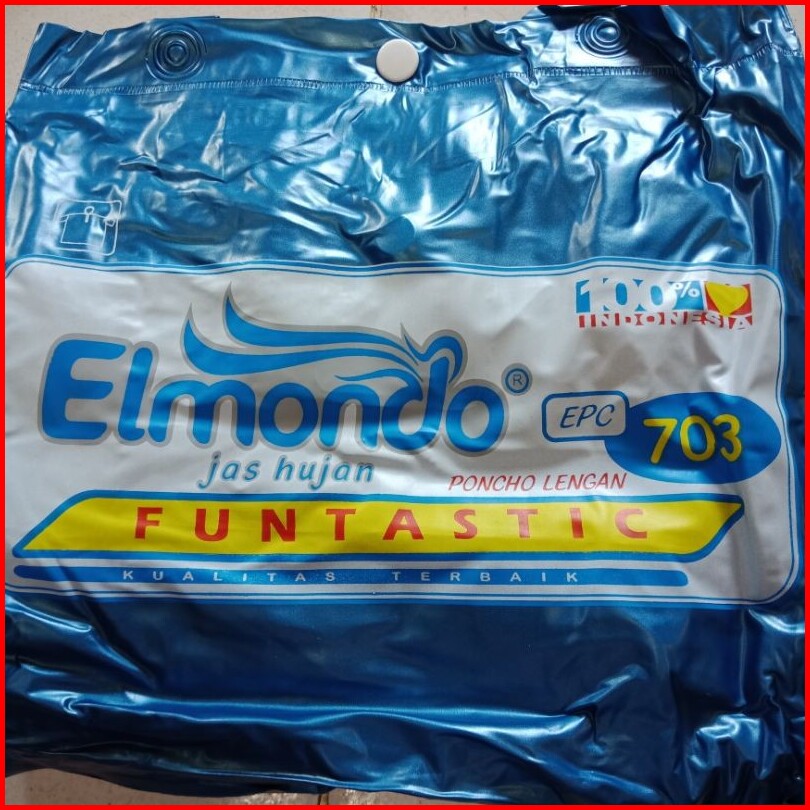 100%
INDONESIA
Elmondo®
jas hujan
EPC 703
PONCHO LENGAN
FUNTASTIC
KUALITAS TERBAIK